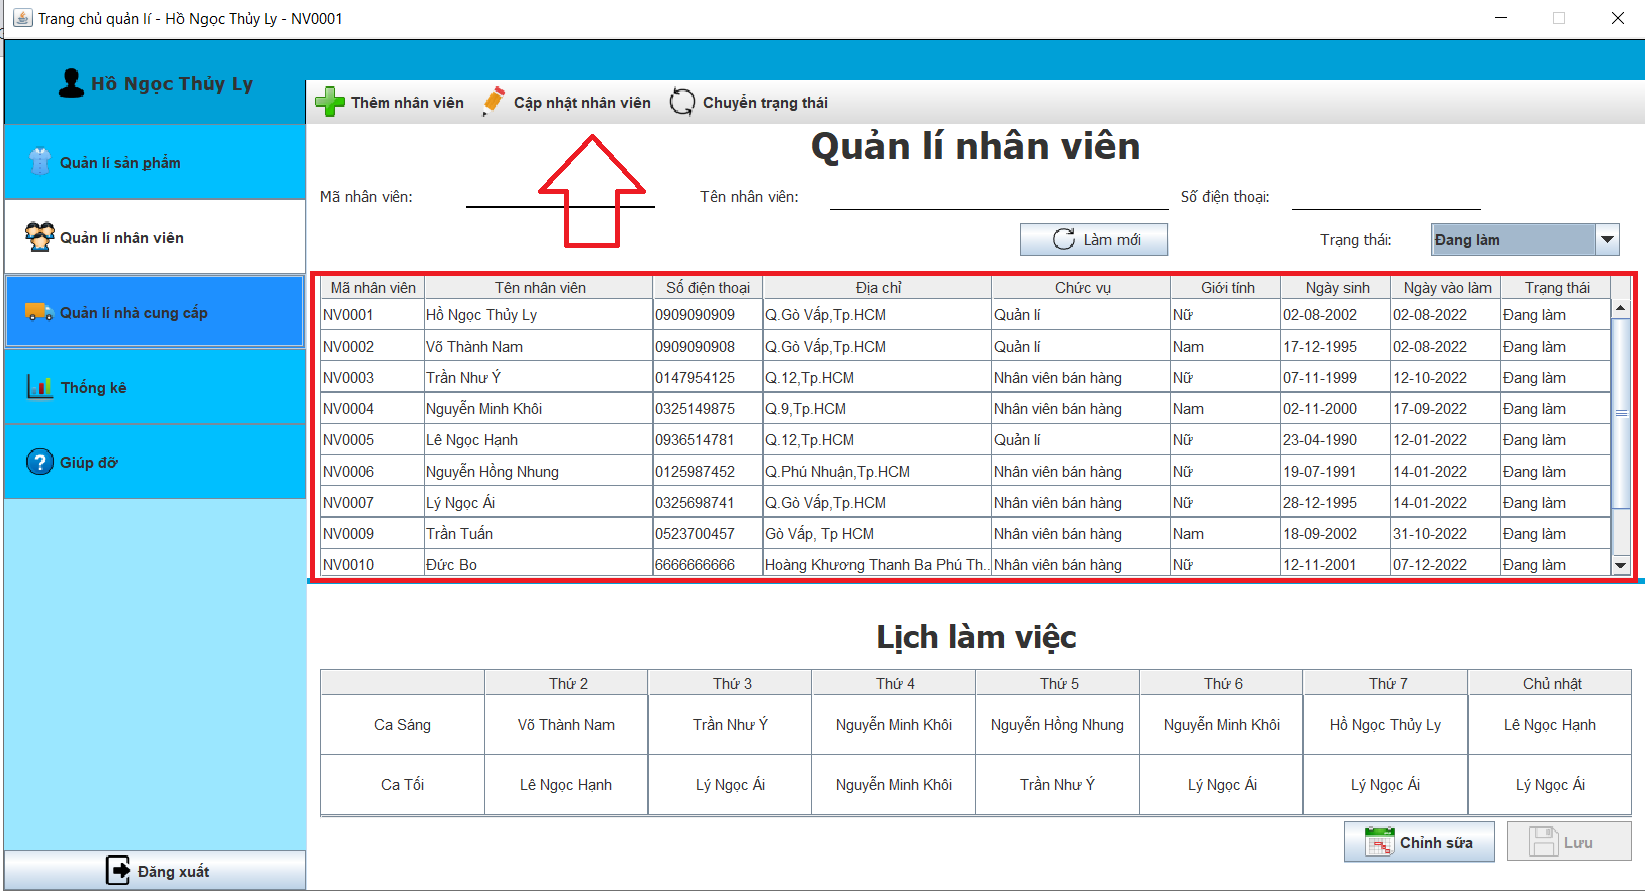 Trang chủ quản lí - Hồ Ngọc Thủy Ly - NV0001
Hồ Ngọc Thủy Ly
Thêm nhân viên Cập nhật nhân viên Chuyển trạng thái
Quản lí sản phẩm
Quản lí nhân viên
Quản lí nhà cung cấp
Thống kê
Giúp đỡ
Đăng xuất
Quản lí nhân viên
Mã nhân viên: Tên nhân viên: Số điện thoại:
Làm mới Trạng thái: Đang làm
Mã nhân viên Tên nhân viên Số điện thoại Địa chỉ Chức vụ Giới tính Ngày sinh Ngày vào làm Trạng thái
NV0001 Hồ Ngọc Thủy Ly 0909090909 Q.Gò Vấp,Tp.HCM Quản lí Nữ 02-08-2002 02-08-2022 Đang làm
NV0002 Võ Thành Nam 0909090908 Q.Gò Vấp,Tp.HCM Quản lí Nam 17-12-1995 02-08-2022 Đang làm
NV0003 Trần Như Ý 0147954125 Q.12,Tp.HCM Nhân viên bán hàng Nữ 07-11-1999 12-10-2022 Đang làm
NV0004 Nguyễn Minh Khôi 0325149875 Q.9,Tp.HCM Nhân viên bán hàng Nam 02-11-2000 17-09-2022 Đang làm
NV0005 Lê Ngọc Hạnh 0936514781 Q.12,Tp.HCM Quản lí Nữ 23-04-1990 12-01-2022 Đang làm
NV0006 Nguyễn Hồng Nhung 0125987452 Q.Phú Nhuận,Tp.HCM Nhân viên bán hàng Nữ 19-07-1991 14-01-2022 Đang làm
NV0007 Lý Ngọc Ái 0325698741 Q.Gò Vấp,Tp.HCM Nhân viên bán hàng Nữ 28-12-1995 14-01-2022 Đang làm
NV0009 Trần Tuấn 0523700457 Gò Vấp, Tp HCM Nhân viên bán hàng Nam 18-09-2002 31-10-2022 Đang làm
NV0010 Đức Bo 6666666666 Hoàng Khương Thanh Ba Phú Th... Nhân viên bán hàng Nữ 12-11-2001 07-12-2022 Đang làm
Lịch làm việc
Thứ 2 Thứ 3 Thứ 4 Thứ 5 Thứ 6 Thứ 7 Chủ nhật
Ca Sáng Võ Thành Nam Trần Như Ý Nguyễn Minh Khôi Nguyễn Hồng Nhung Nguyễn Minh Khôi Hồ Ngọc Thủy Ly Lê Ngọc Hạnh
Ca Tối Lê Ngọc Hạnh Lý Ngọc Ái Nguyễn Minh Khôi Trần Như Ý Lý Ngọc Ái Lý Ngọc Ái Lý Ngọc Ái
Chỉnh sửa Lưu